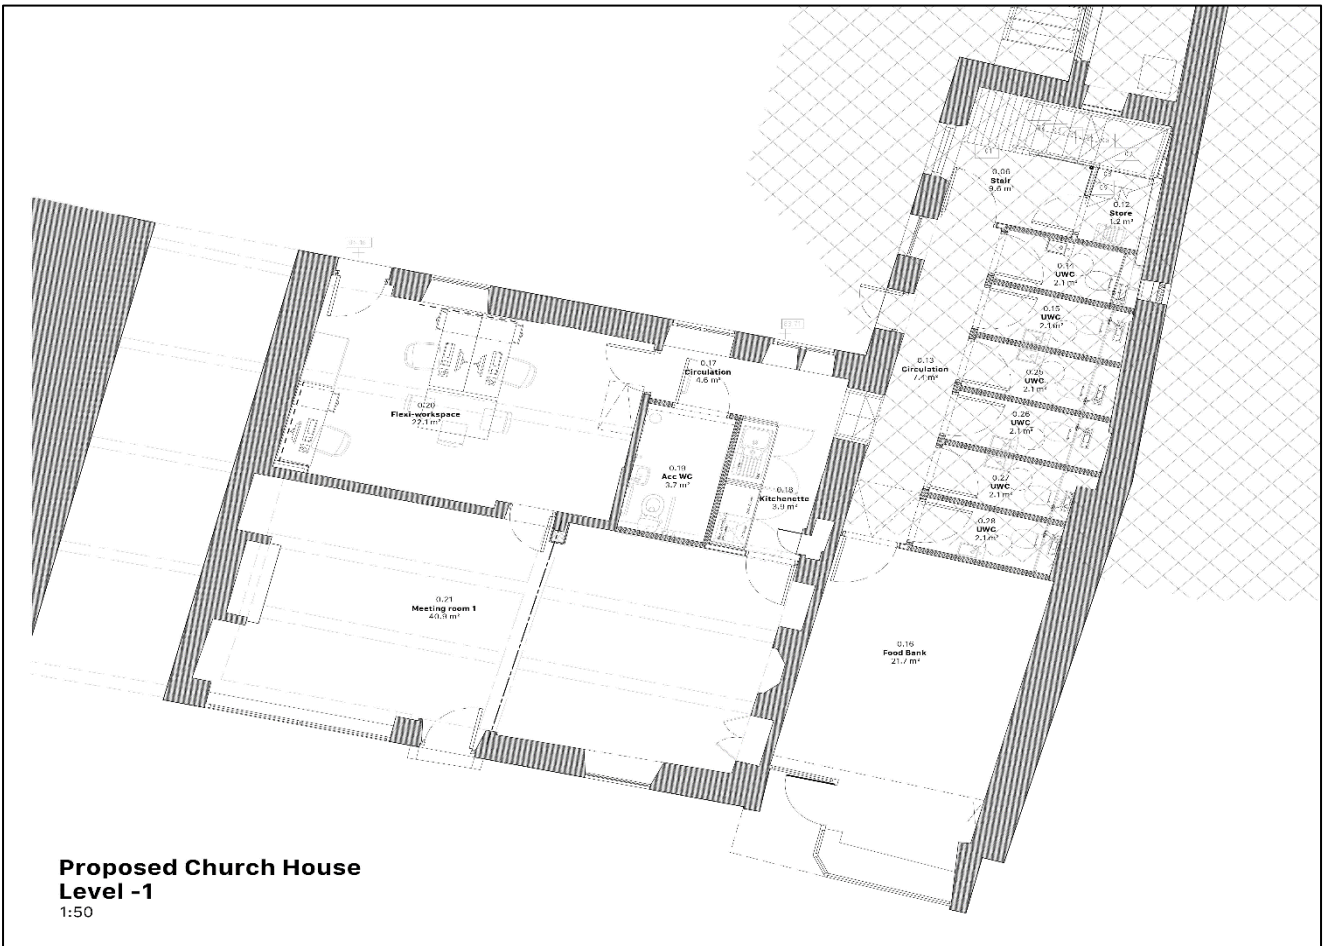 0.06
Stair
9.6 m²
0.12
Store
1.2 m²
0.14
UWC
2.1 m²
0.15
UWC
2.1 m²
0.17
Circulation
4.6 m²
0.13
Circulation
7.4 m²
0.25
UWC
2.1 m²
0.20
Flexi-workspace
22.1 m²
0.26
UWC
2.1 m²
0.19
Acc WC
3.7 m²
0.18
Kitchenette
3.9 m²
0.27
UWC
2.1 m²
0.28
UWC
2.1 m²
0.21
Meeting room 1
40.9 m²
0.16
Food Bank
21.7 m²
Proposed Church House
Level -1
1:50